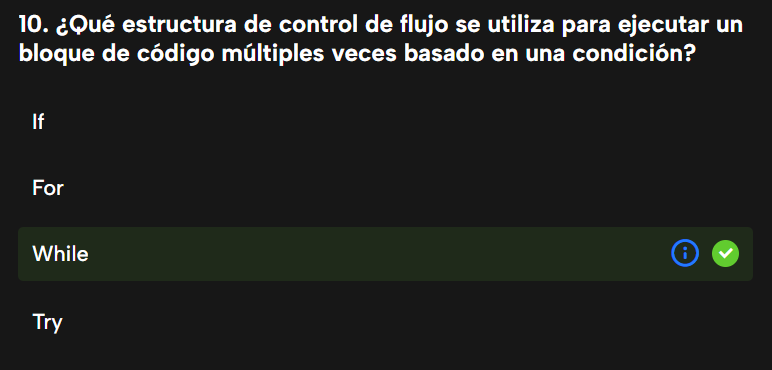 10. ¿Qué estructura de control de flujo se utiliza para ejecutar un
bloque de código múltiples veces basado en una condición?
If
For
While
Try